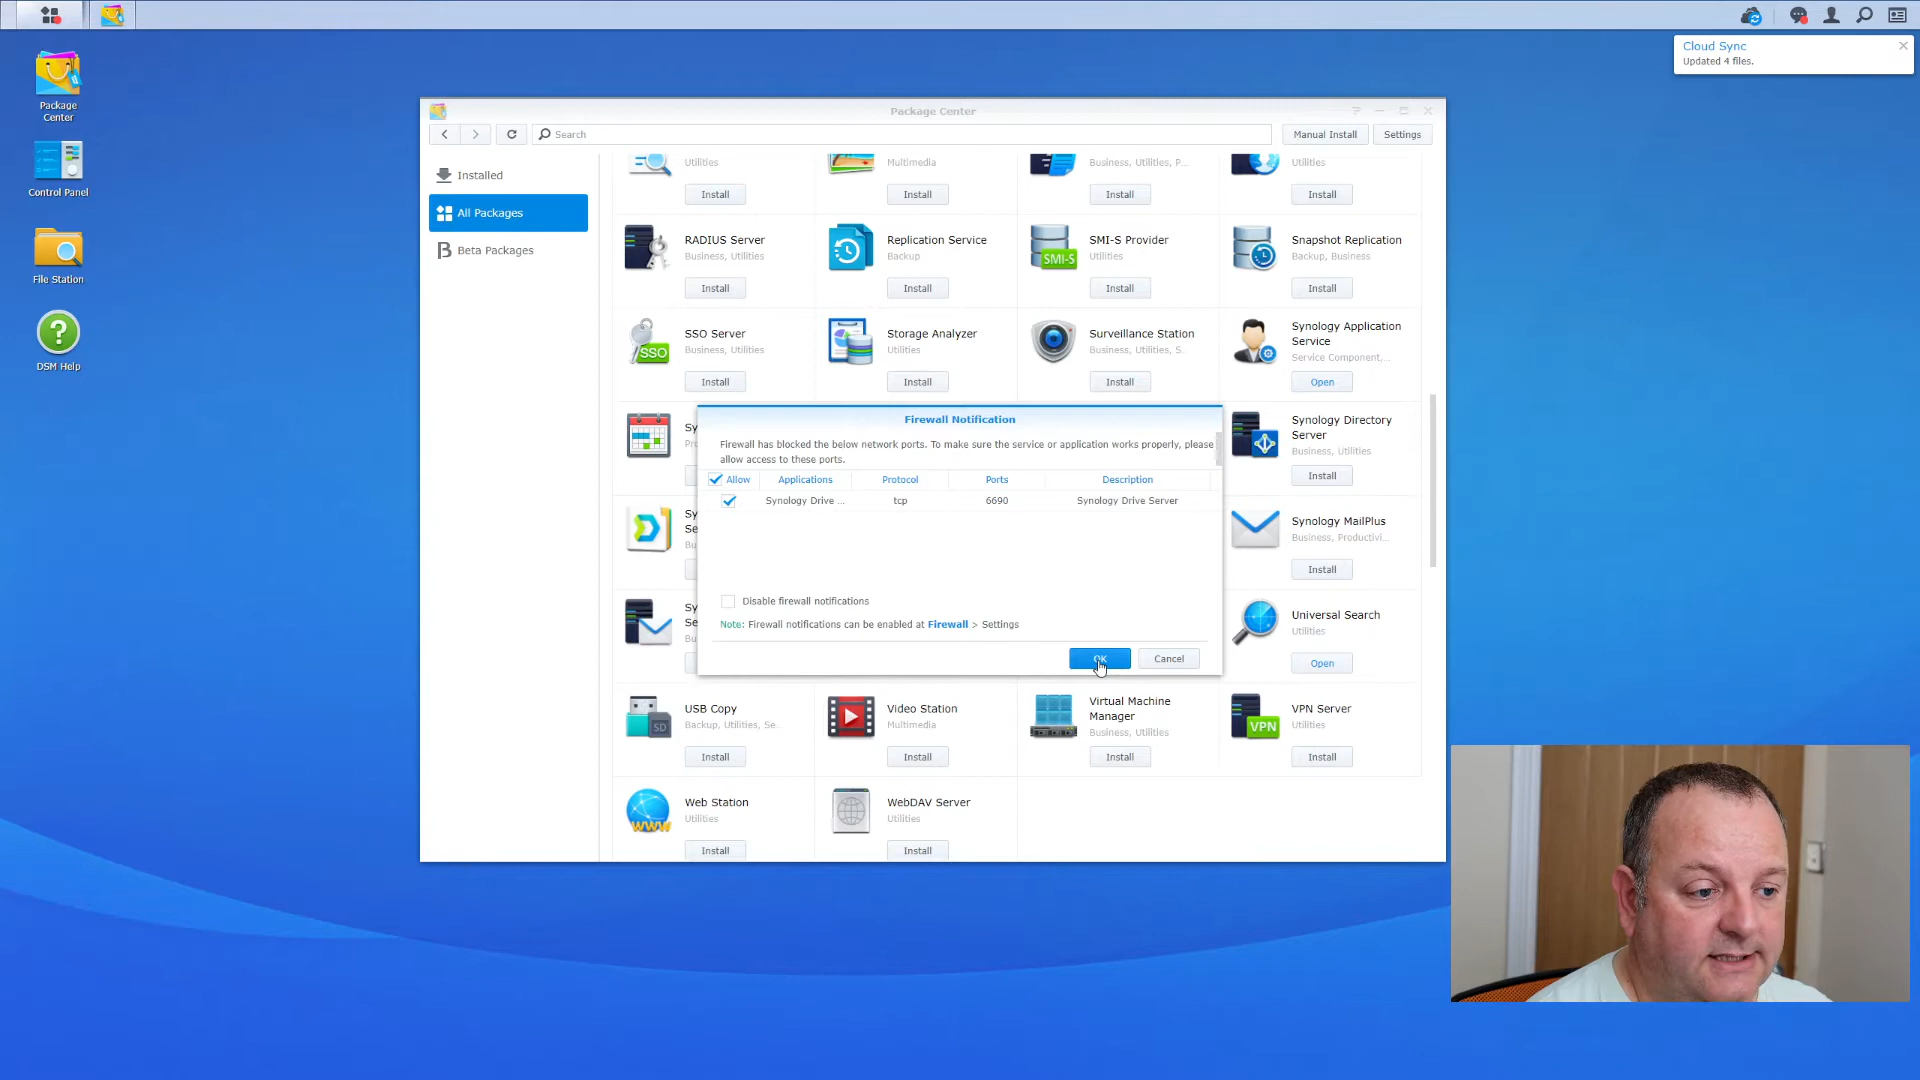 Cloud Sync
Updated 4 files.
Package Center
Control Panel
File Station
DSM Help
Package Center
Search
Manual Install
Settings
Installed
All Packages
Beta Packages
Utilities
Install
Multimedia
Install
Business, Utilities, P...
Install
Utilities
Install
RADIUS Server
Business, Utilities
Install
Replication Service
Backup
Install
SMI-S
SMI-S Provider
Utilities
Install
Snapshot Replication
Backup, Business
Install
SSO
SSO Server
Business, Utilities
Install
Storage Analyzer
Utilities
Install
Surveillance Station
Business, Utilities, S...
Install
Synology Application
Service
Service Component,...
Open
Firewall Notification
Firewall has blocked the below network ports. To make sure the service or application works properly, please
allow access to these ports.
Allow Applications Protocol Ports Description
Synology Drive ... tcp 6690 Synology Drive Server
Disable firewall notifications
Note: Firewall notifications can be enabled at Firewall > Settings
OK
Cancel
Synology Directory
Server
Business, Utilities
Install
Synology MailPlus
Business, Productivi...
Install
Universal Search
Utilities
Open
SD
USB Copy
Backup, Utilities, Se..
Install
Video Station
Multimedia
Install
Virtual Machine
Manager
Business, Utilities
Install
VPN
VPN Server
Utilities
Install
WWW
Web Station
Utilities
Install
WebDAV Server
Utilities
Install